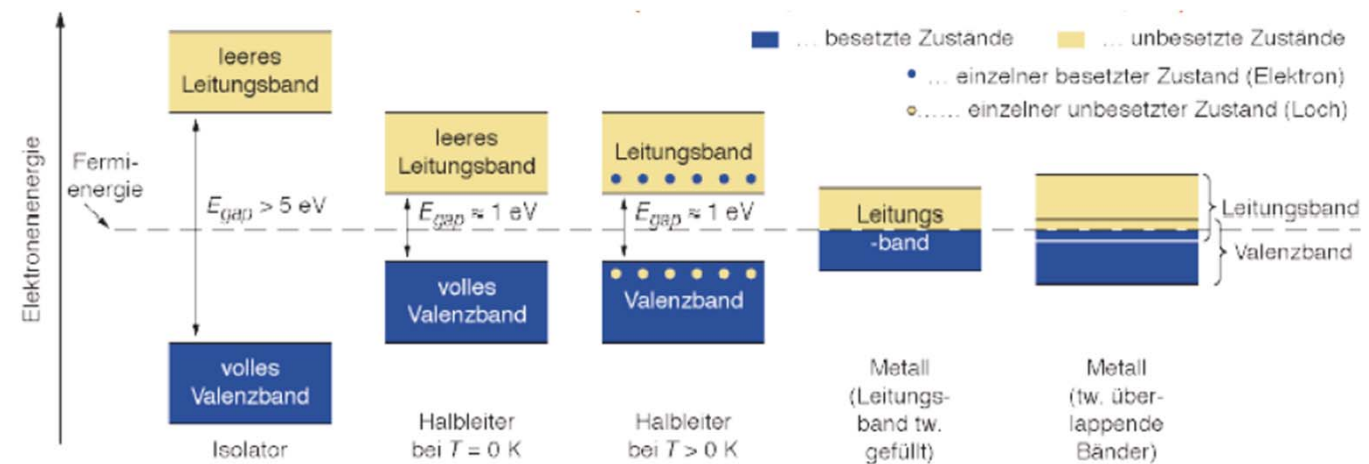 Elektronenenergie
Fermi-
energie
leeres
Leitungsband
E_gap > 5 eV
volles
Valenzband
Isolator
leeres
Leitungsband
E_gap ≈ 1 eV
volles
Valenzband
Halbleiter
bei T = 0 K
Leitungsband
E_gap ≈ 1 eV
Valenzband
Halbleiter
bei T > 0 K
... besetzte Zustände
... unbesetzte Zustände
... einzelner besetzter Zustand (Elektron)
...... einzelner unbesetzter Zustand (Loch)
Leitungs
-band
Metall
(Leitungs-
band tw.
gefüllt)
Leitungsband
Valenzband
Metall
(tw. über-
lappende
Bänder)